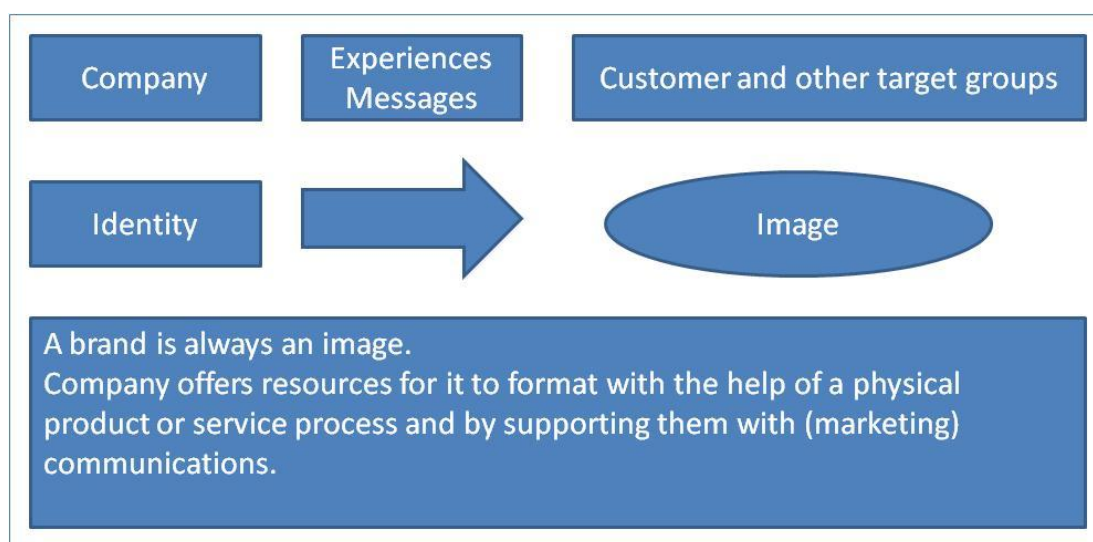 Company
Experiences
Messages
Customer and other target groups
Identity
Image
A brand is always an image.
Company offers resources for it to format with the help of a physical
product or service process and by supporting them with (marketing)
communications.